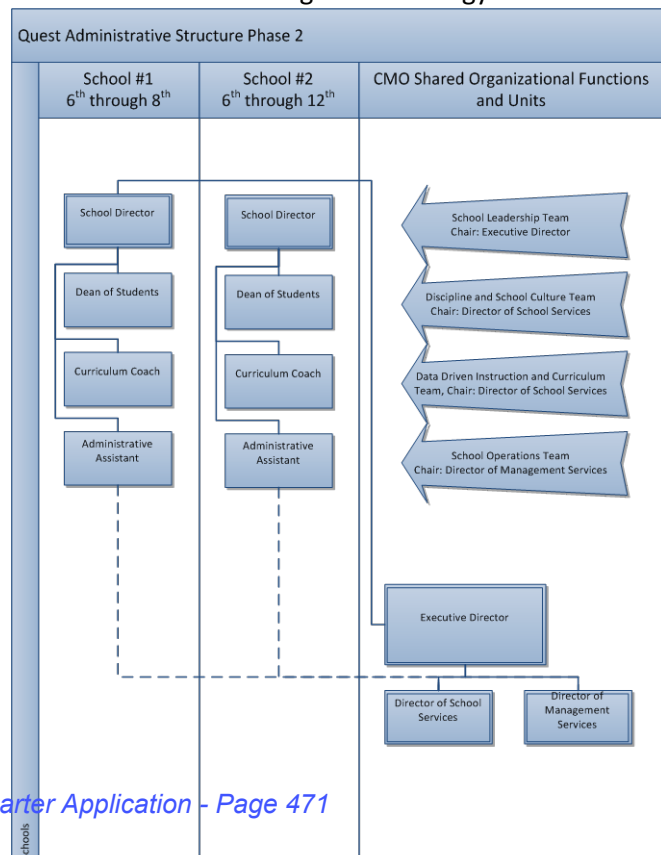 Quest Administrative Structure Phase 2
School #1
6th through 8th
School #2
6th through 12th
CMO Shared Organizational Functions
and Units
School Director
Dean of Students
Curriculum Coach
Administrative
Assistant
School Director
Dean of Students
Curriculum Coach
Administrative
Assistant
School Leadership Team
Chair: Executive Director
Discipline and School Culture Team
Chair: Director of School Services
Data Driven Instruction and Curriculum
Team, Chair: Director of School Services
School Operations Team
Chair: Director of Management Services
Executive Director
Director of School
Services
Director of
Management
Services
arter Application - Page 471
chools